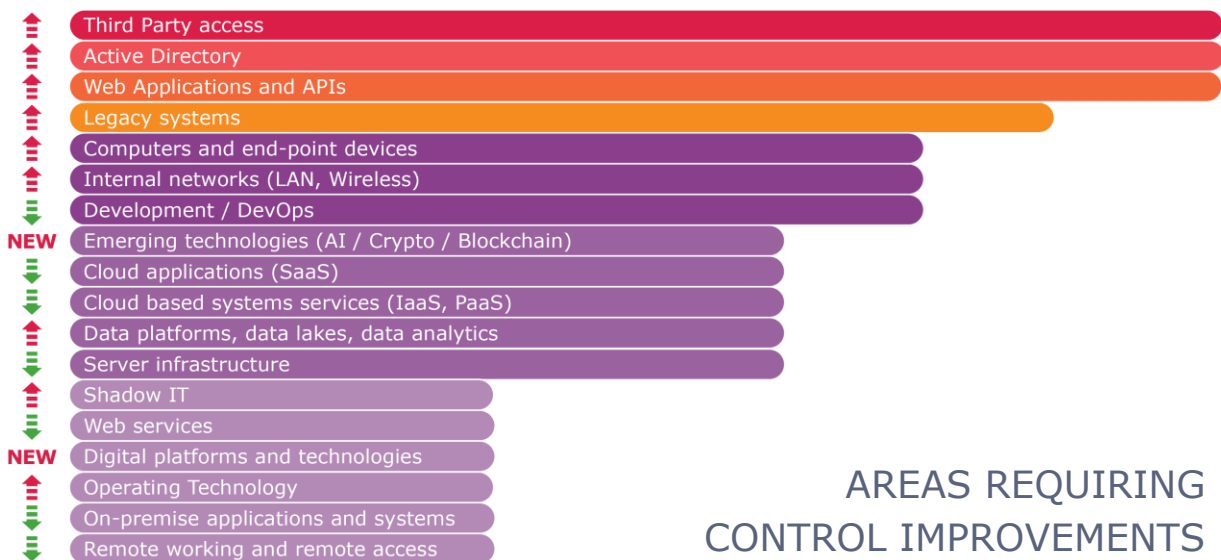 Third Party access
Active Directory
Web Applications and APIs
Legacy systems
Computers and end-point devices
Internal networks (LAN, Wireless)
Development / DevOps
NEW Emerging technologies (AI / Crypto / Blockchain)
Cloud applications (SaaS)
Cloud based systems services (IaaS, PaaS)
Data platforms, data lakes, data analytics
Server infrastructure
Shadow IT
Web services
NEW Digital platforms and technologies
Operating Technology
On-premise applications and systems
Remote working and remote access
AREAS REQUIRING
CONTROL IMPROVEMENTS